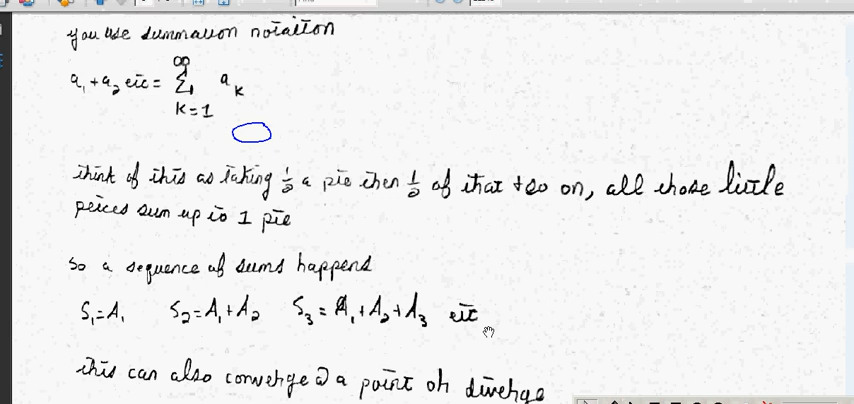 you use summation notation
a₁ + a₂ etc = ∞ Σ k=1 aₖ
think of this as taking ½ a pie then ½ of that + so on, all those little
peices sum up to 1 pie
so a sequence of sums happens
S₁=A₁ S₂=A₁+A₂ S₃=A₁+A₂+A₃ etc
this can also converge @ a point or diverge